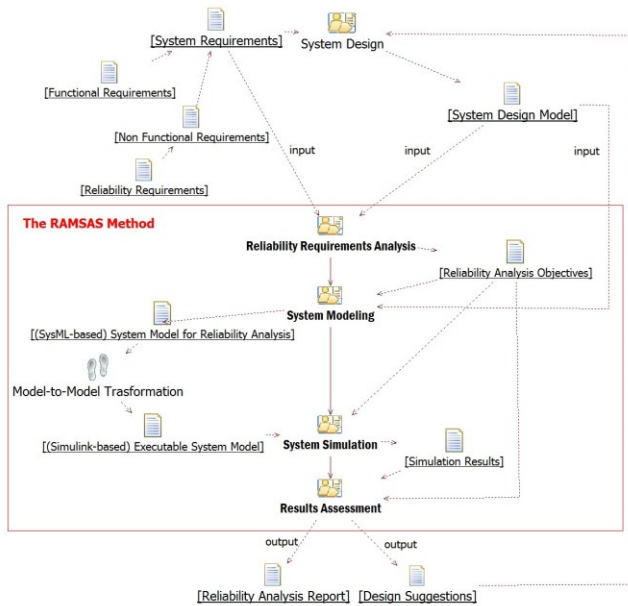 [System Requirements]
input
System Design
[Functional Requirements]
[Non Functional Requirements]
[System Design Model]
[Reliability Requirements]
input
input
input
The RAMSAS Method
Reliability Requirements Analysis
[Reliability Analysis Objectives]
System Modeling
[(SysML-based) System Model for Reliability Analysis]
Model-to-Model Trasformation
[(Simulink-based) Executable System Model]
System Simulation
[Simulation Results]
Results Assessment
output
output
[Reliability Analysis Report]
[Design Suggestions]